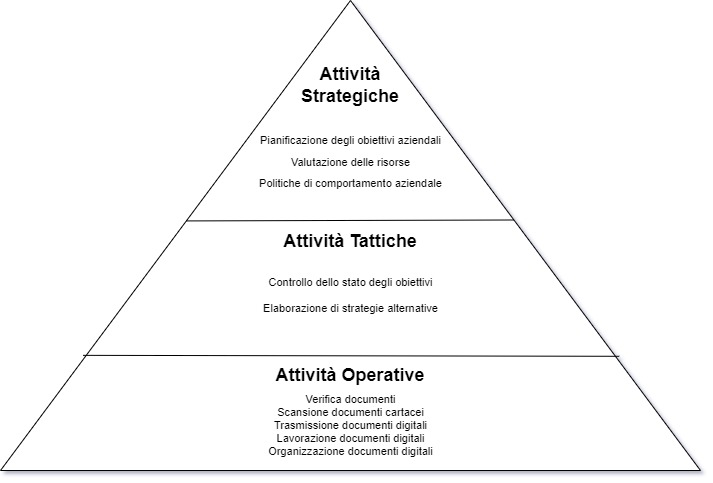 Attività
Strategiche
Pianificazione degli obiettivi aziendali
Valutazione delle risorse
Politiche di comportamento aziendale
Attività Tattiche
Controllo dello stato degli obiettivi
Elaborazione di strategie alternative
Attività Operative
Verifica documenti
Scansione documenti cartacei
Trasmissione documenti digitali
Lavorazione documenti digitali
Organizzazione documenti digitali